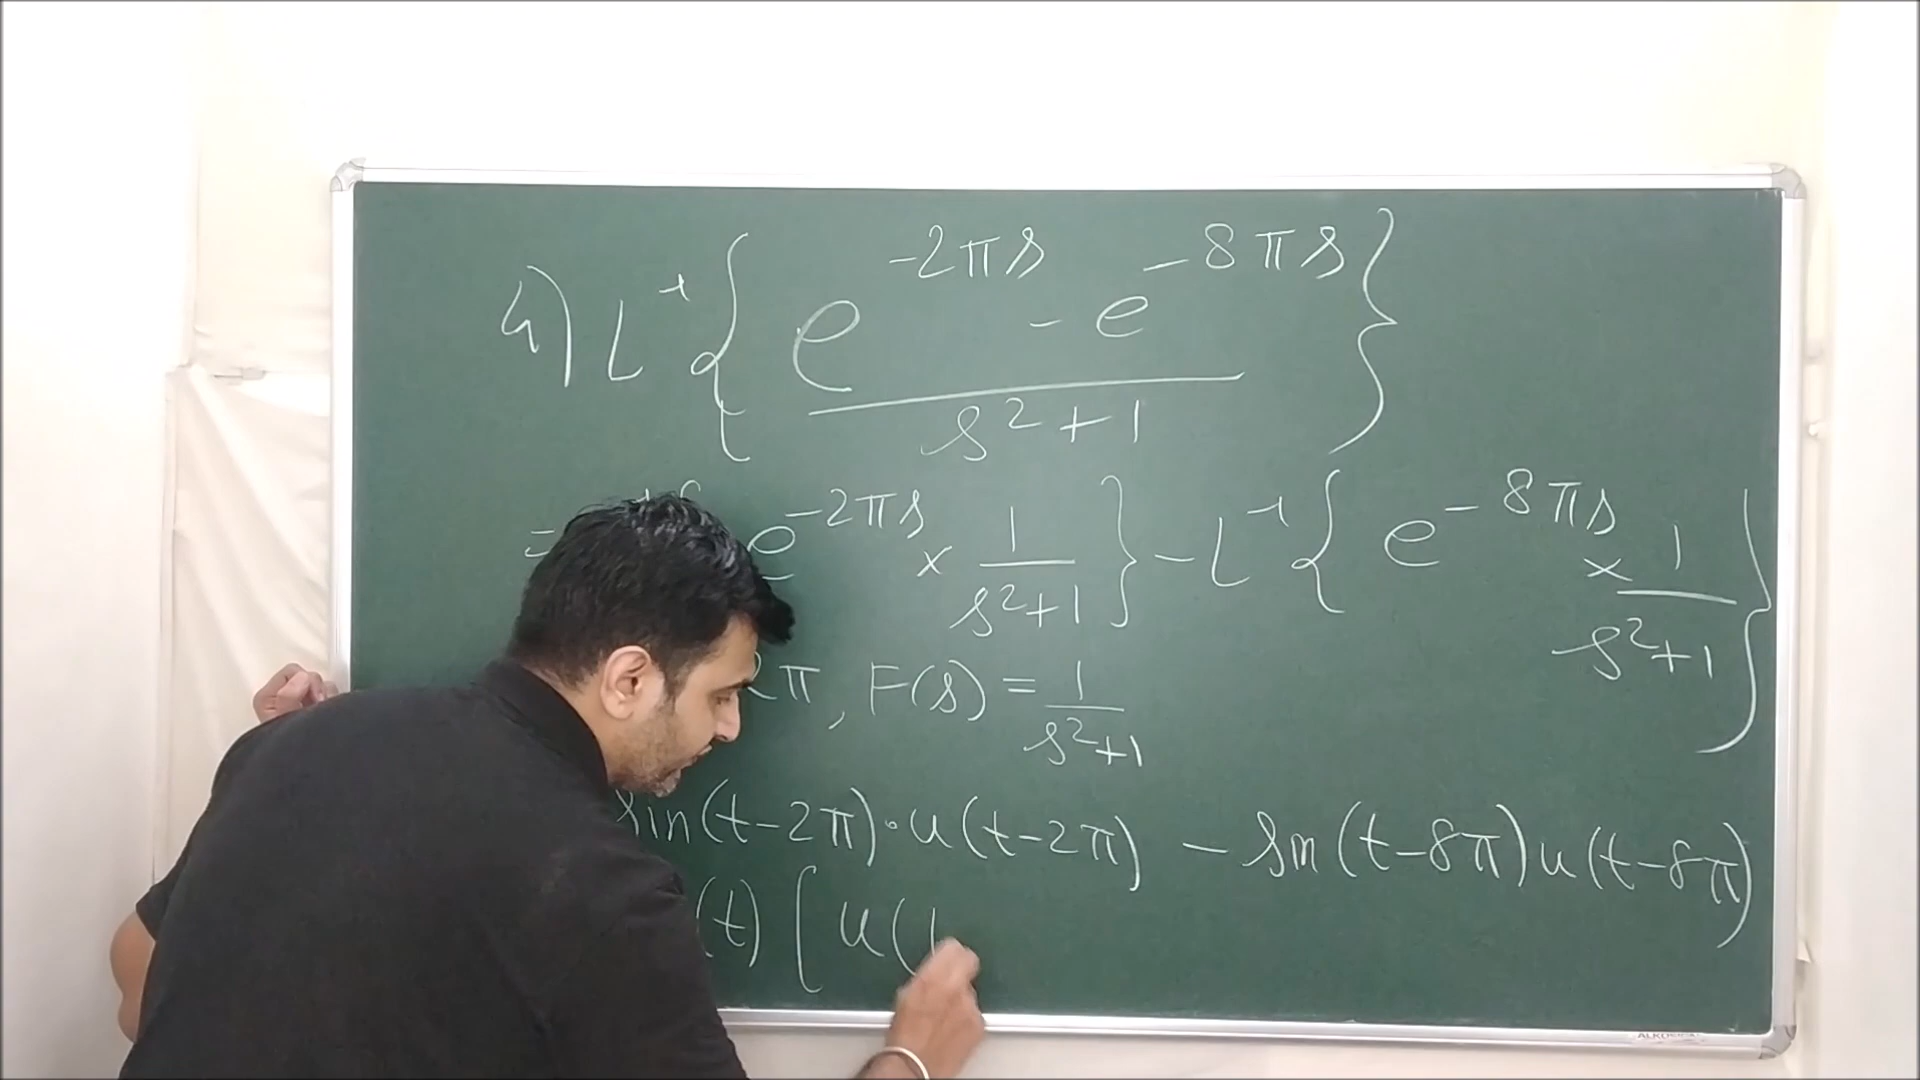 4) L⁻¹ { e^(-2πs) - e^(-8πs) / s²+1 }
= e^(-2πs) × 1/(s²+1) } - L⁻¹ { e^(-8πs) × 1/(s²+1) }
2π, F(s) = 1/(s²+1)
sin(t-2π)·u(t-2π) - sin(t-8π)u(t-8π)
(t) [ u(